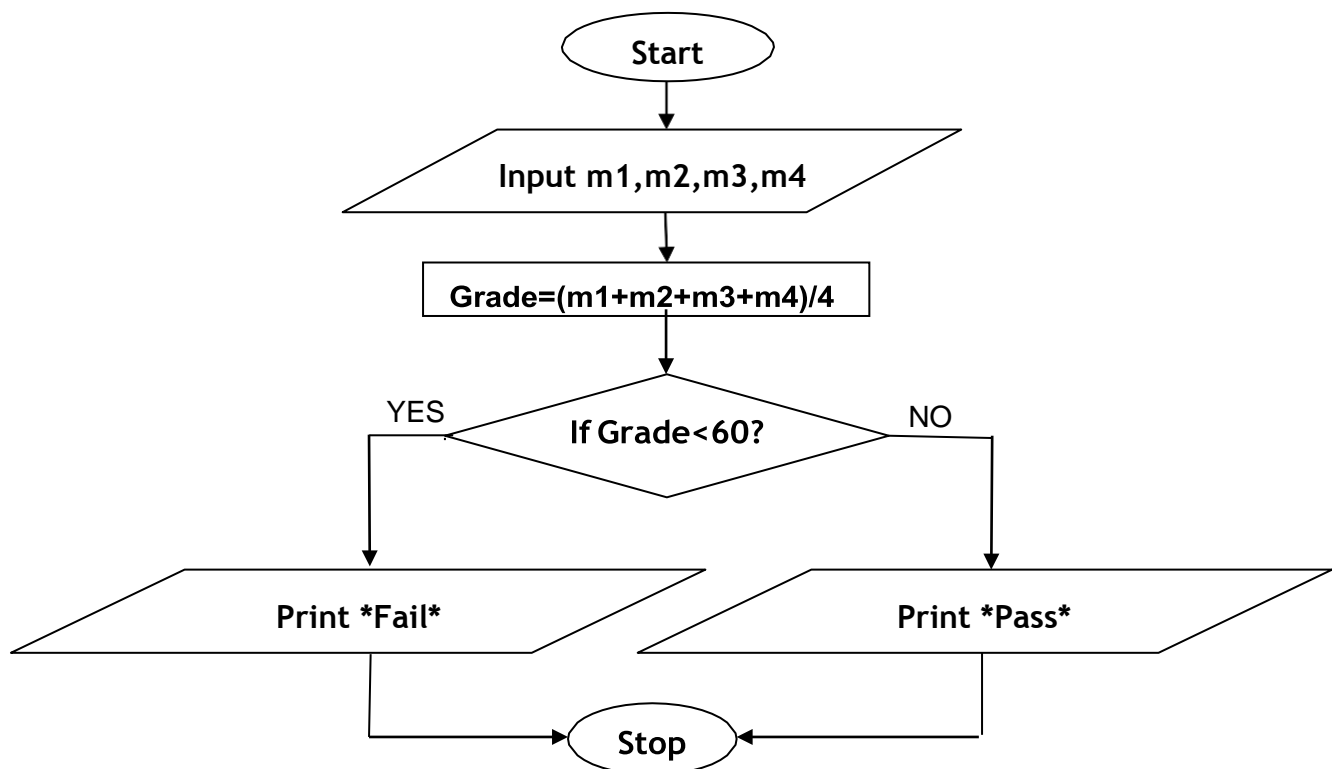 Start
Input m1,m2,m3,m4
Grade=(m1+m2+m3+m4)/4
YES
If Grade<60?
NO
Print *Fail*
Print *Pass*
Stop